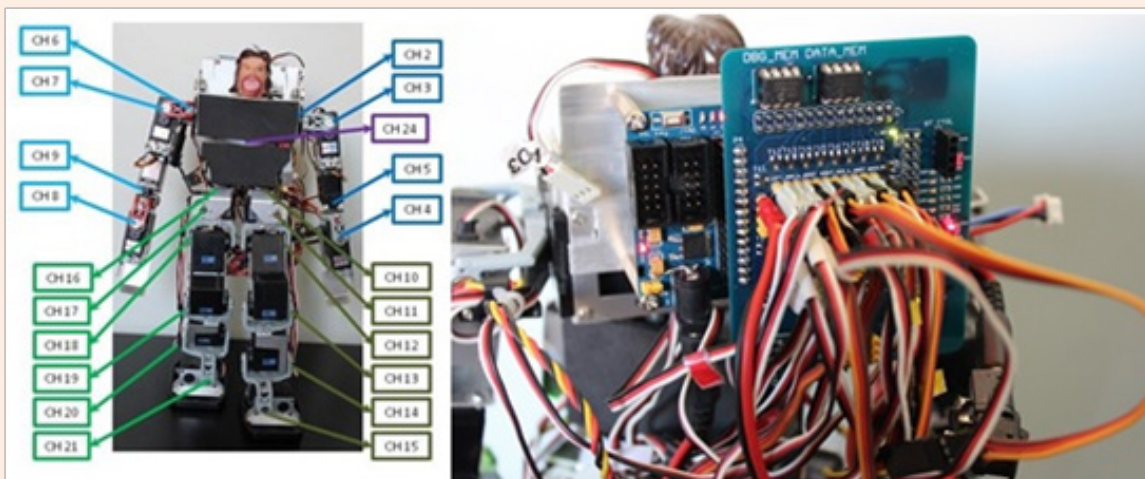 CH 6
CH 7
CH 9
CH 8
CH 16
CH 17
CH 18
CH 19
CH 20
CH 21
CH 2
CH 3
CH 24
CH 5
CH 4
CH 10
CH 11
CH 12
CH 13
CH 14
CH 15
DBG_MEM DATA_MEM